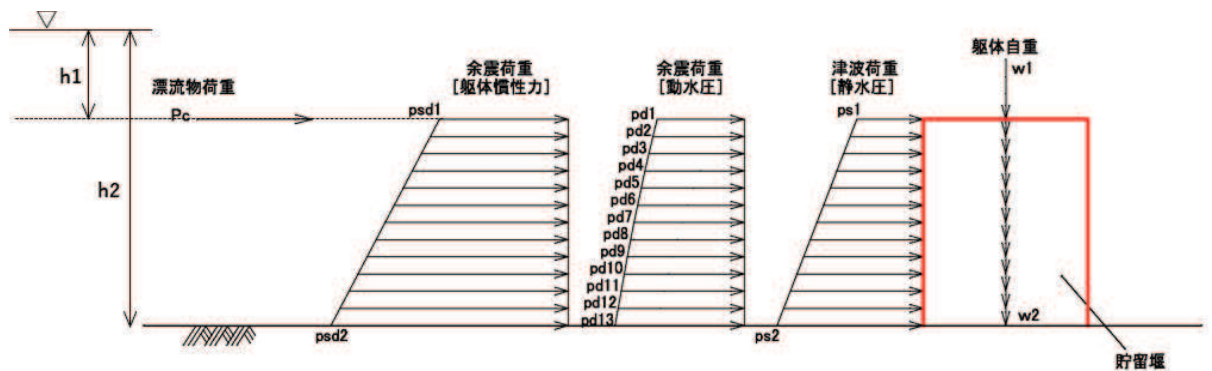 h1
h2
漂流物荷重
Pc
余震荷重
[躯体慣性力]
psd1
psd2
余震荷重
[動水圧]
pd1
pd2
pd3
pd4
pd5
pd6
pd7
pd8
pd9
pd10
pd11
pd12
pd13
津波荷重
[静水圧]
ps1
ps2
躯体自重
w1
w2
貯留堰